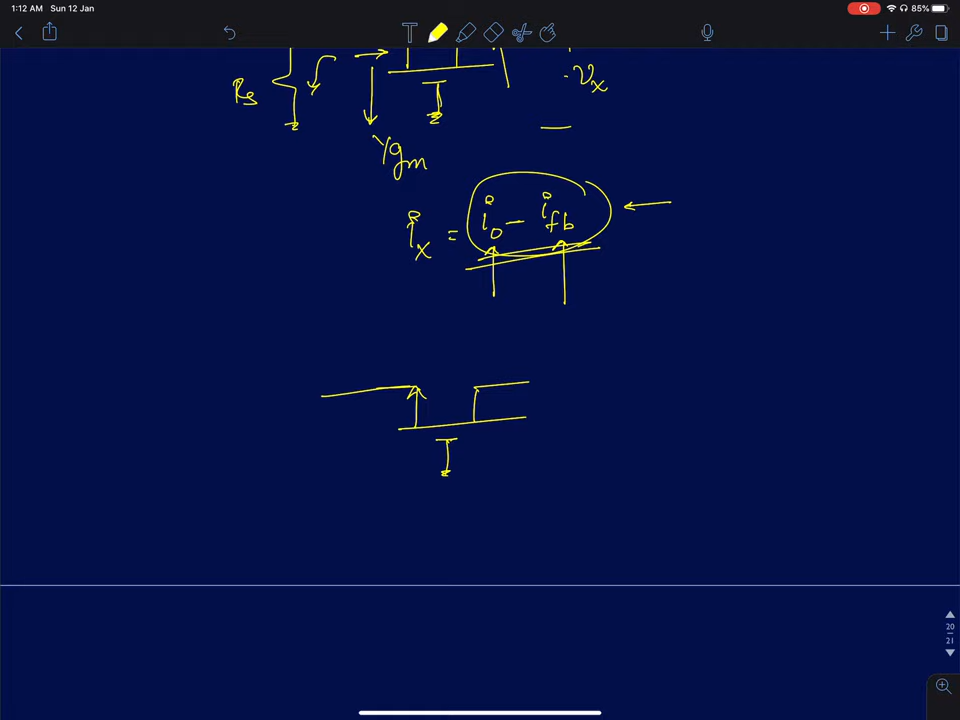 1:12 AM Sun 12 Jan
85%
T
Rs
vx
1/gm
ix = io - ifb
20
21